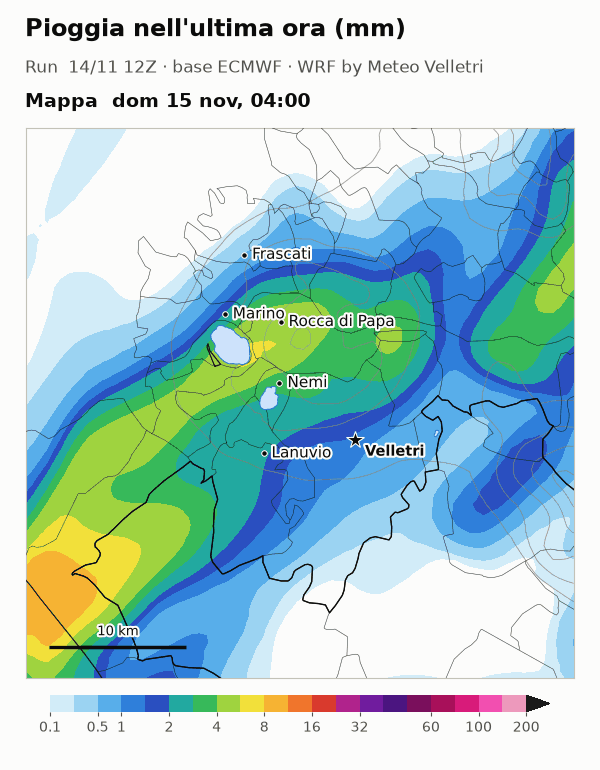 Pioggia nell'ultima ora (mm)
Run  14/11 12Z · base ECMWF · WRF by Meteo Velletri
Mappa  dom 15 nov, 04:00
Frascati
Marino
Rocca di Papa
Nemi
Velletri
Lanuvio
10 km
0.1 0.5 1 2 4 8 16 32 60 100 200